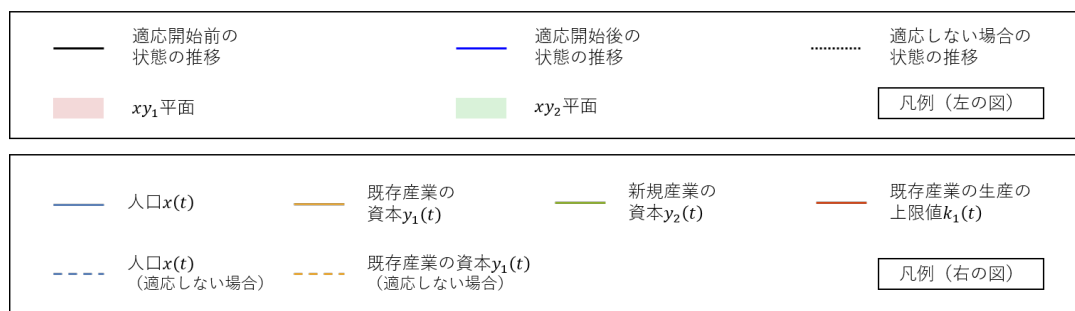 適応開始前の
状態の推移
適応開始後の
状態の推移
適応しない場合の
状態の推移
xy₁平面
xy₂平面
凡例（左の図）
人口x(t)
既存産業の
資本y₁(t)
新規産業の
資本y₂(t)
既存産業の生産の
上限値k₁(t)
人口x(t)
（適応しない場合）
既存産業の資本y₁(t)
（適応しない場合）
凡例（右の図）